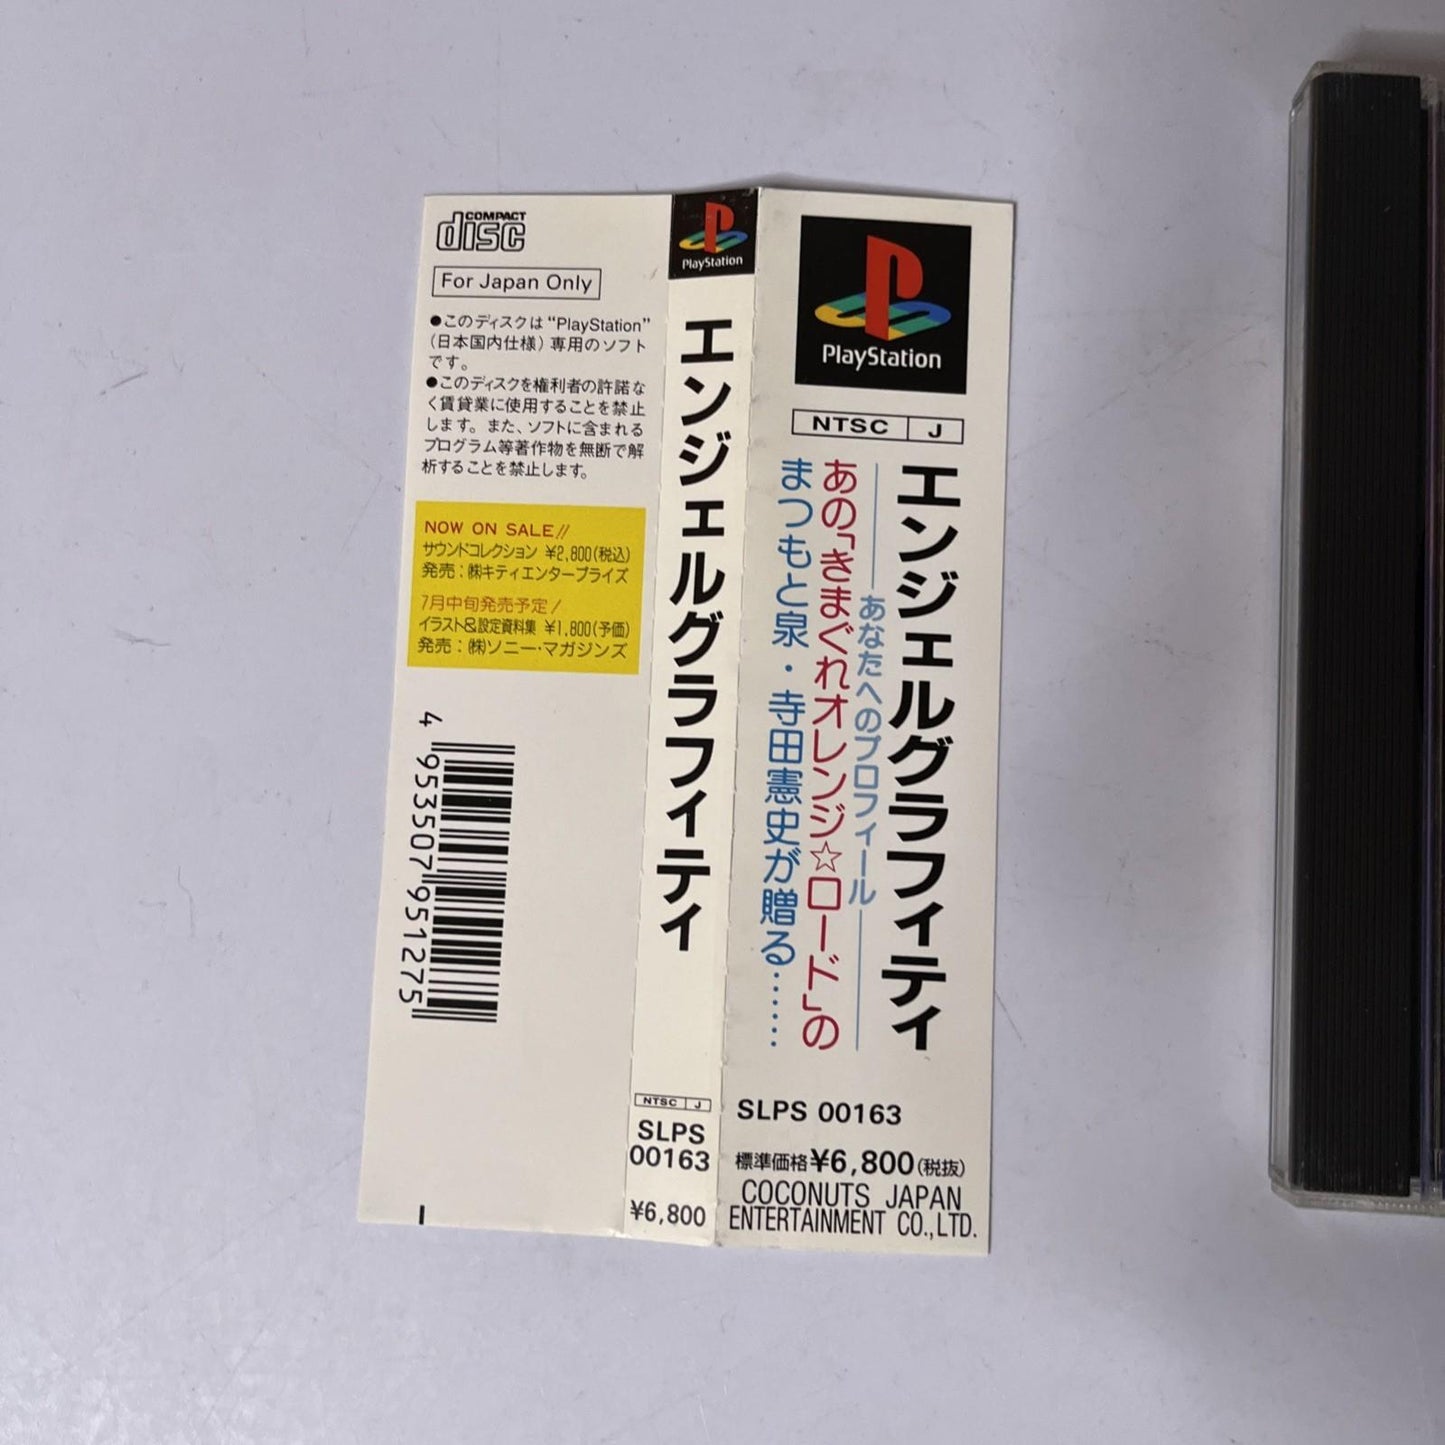 COMPACT
disc
For Japan Only
●このディスクは“PlayStation”
(日本国内仕様)専用のソフト
です。
●このディスクを権利者の許諾な
く賃貸業に使用することを禁止
します。また、ソフトに含まれる
プログラム等著作物を無断で解
析することを禁止します。
NOW ON SALE//
サウンドコレクション ¥2,800(税込)
発売:㈱キティエンタープライズ
7月中旬発売予定/
イラスト&設定資料集 ¥1,800(予価)
発売:㈱ソニー・マガジンズ
4 953507 951275
PlayStation
エンジェルグラフィティ
NTSC J
SLPS
00163
¥6,800
PlayStation
NTSC J
エンジェルグラフィティ
あなたへのプロフィール
あの「きまぐれオレンジ☆ロード」の
まつもと泉・寺田憲史が贈る……
SLPS 00163
標準価格¥6,800(税抜)
COCONUTS JAPAN
ENTERTAINMENT CO.,LTD.